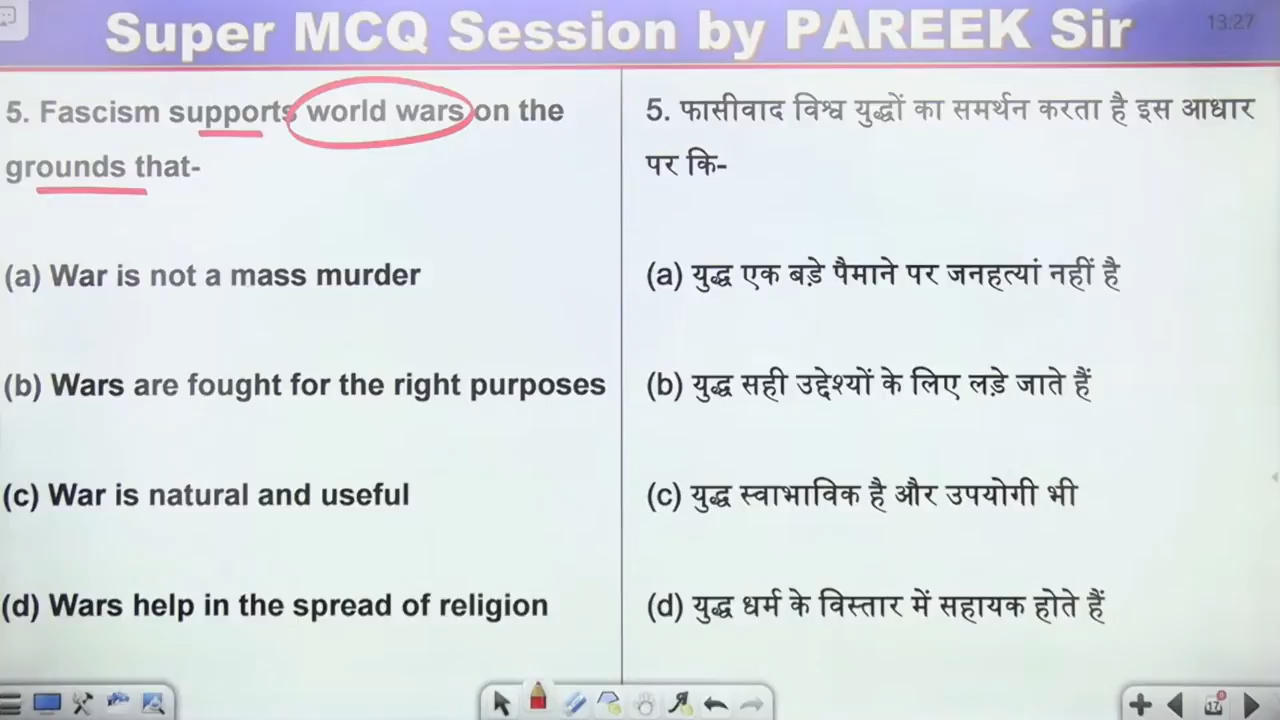 Super MCQ Session by PAREEK Sir
13:27
5. Fascism supports world wars on the
grounds that-
(a) War is not a mass murder
(b) Wars are fought for the right purposes
(c) War is natural and useful
(d) Wars help in the spread of religion
5. फासीवाद विश्व युद्धों का समर्थन करता है इस आधार
पर कि-
(a) युद्ध एक बड़े पैमाने पर जनहत्यां नहीं है
(b) युद्ध सही उद्देश्यों के लिए लड़े जाते हैं
(c) युद्ध स्वाभाविक है और उपयोगी भी
(d) युद्ध धर्म के विस्तार में सहायक होते हैं
17